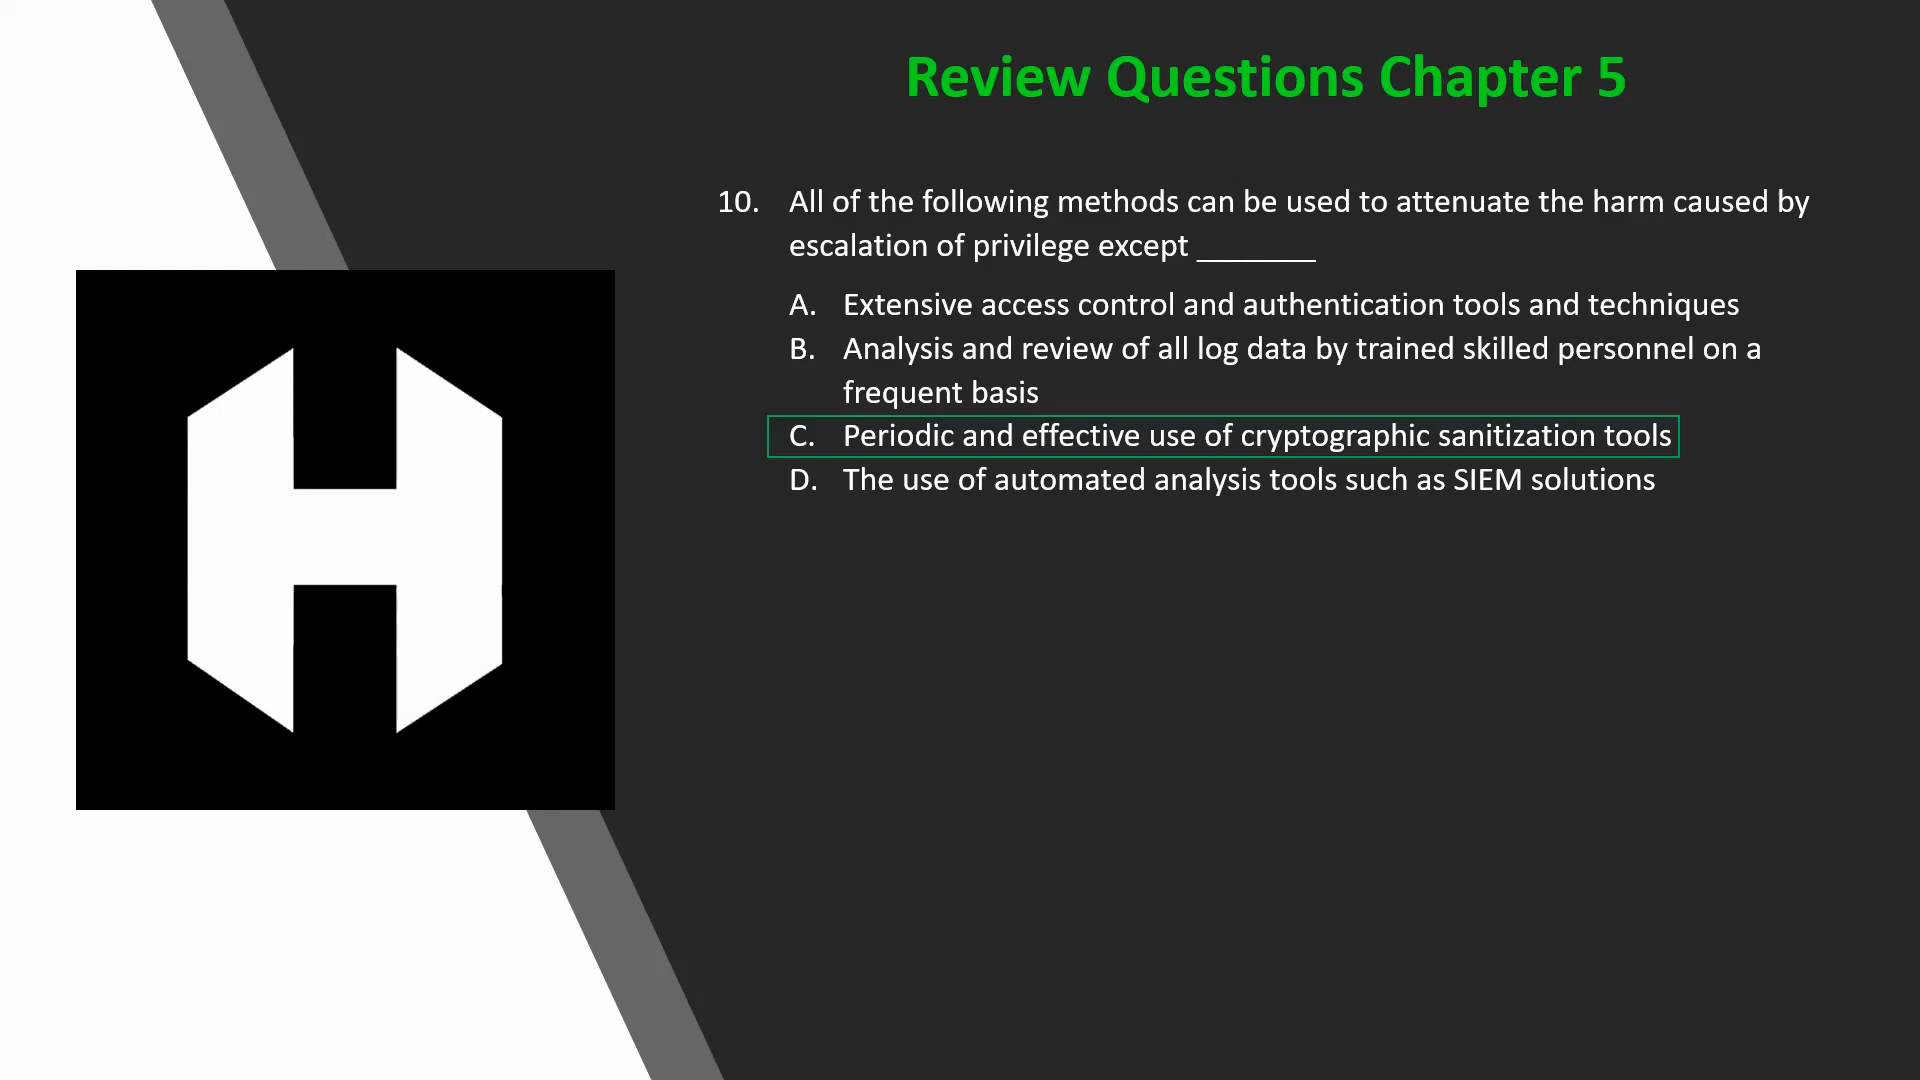 Review Questions Chapter 5
10. All of the following methods can be used to attenuate the harm caused by
escalation of privilege except _______
A. Extensive access control and authentication tools and techniques
B. Analysis and review of all log data by trained skilled personnel on a
frequent basis
C. Periodic and effective use of cryptographic sanitization tools
D. The use of automated analysis tools such as SIEM solutions
H